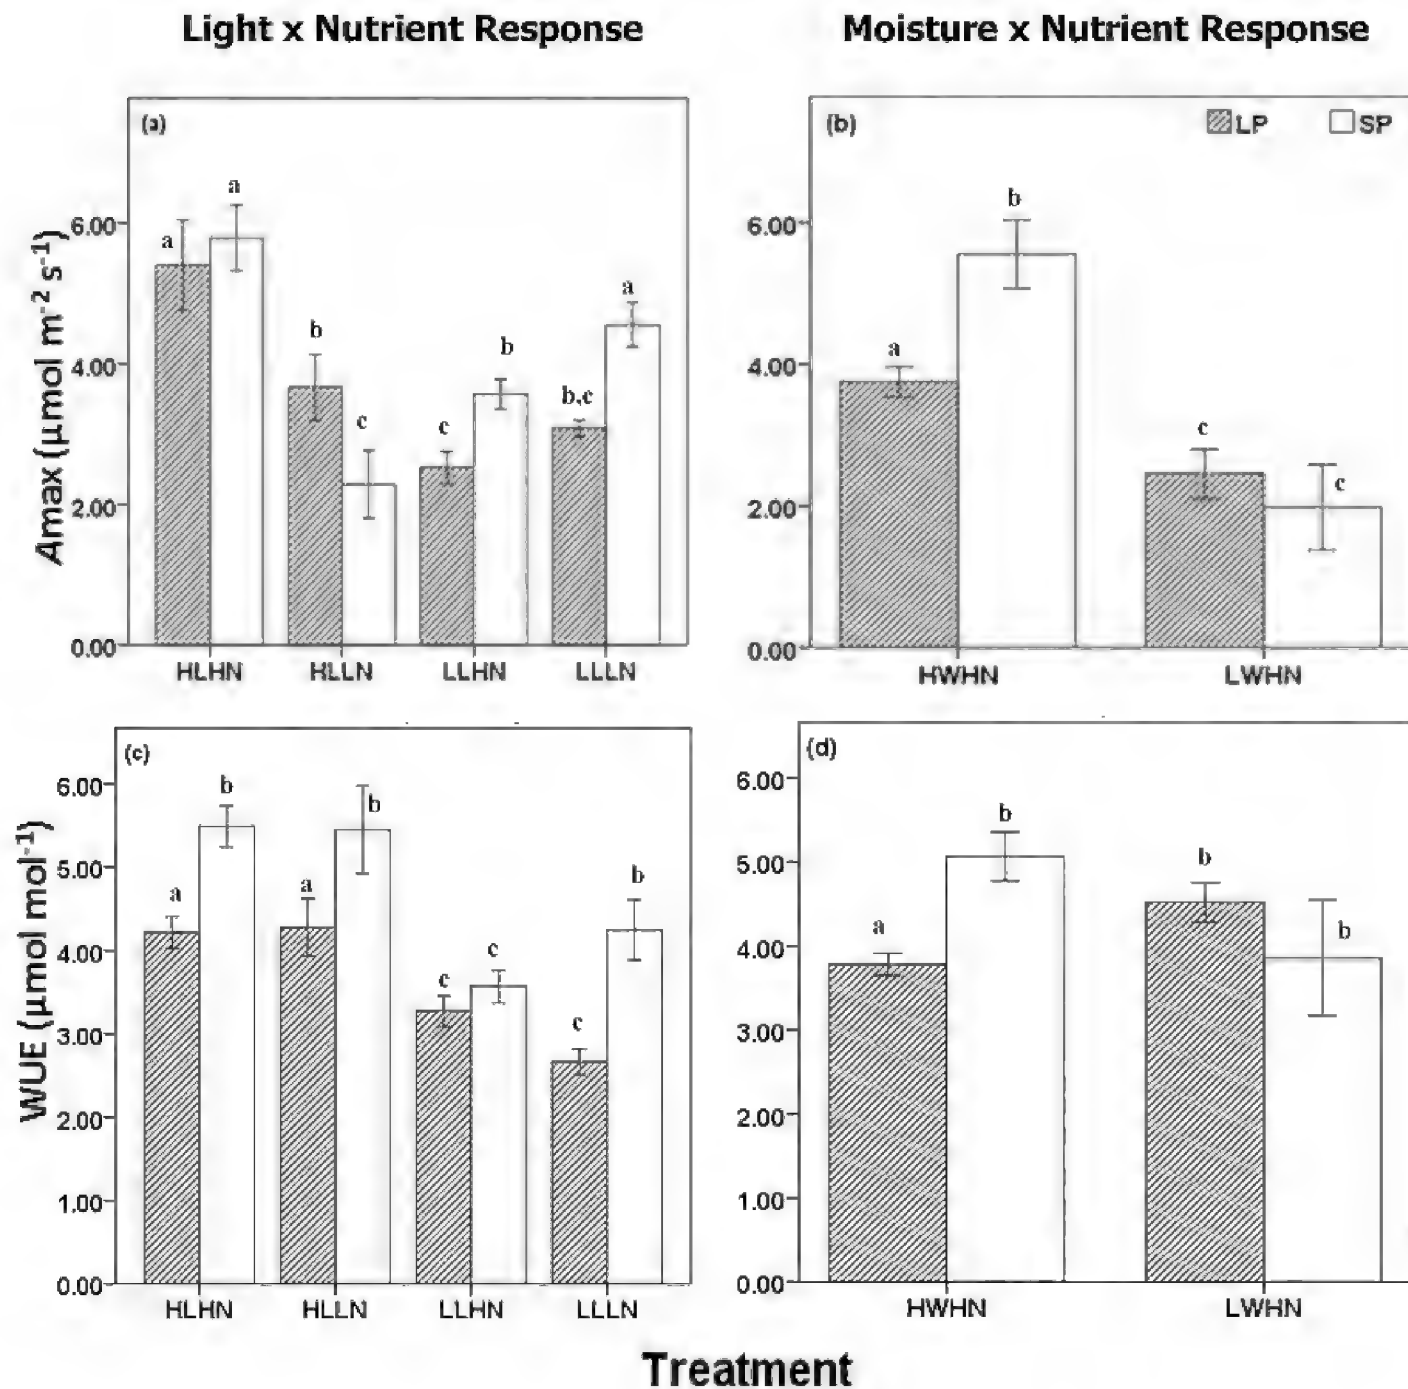 Light x Nutrient Response
Moisture x Nutrient Response
(a)
Amax (µmol m-2 s-1)
6.00
4.00
2.00
0.00
a
a
b
c
c
b
b,c
a
HLHN
HLLN
LLHN
LLLN
(b)
LP
SP
6.00
4.00
2.00
0.00
a
b
c
c
HWHN
LWHN
(c)
WUE (µmol mol-1)
6.00
5.00
4.00
3.00
2.00
1.00
0.00
a
b
a
b
c
c
c
b
HLHN
HLLN
LLHN
LLLN
(d)
6.00
5.00
4.00
3.00
2.00
1.00
0.00
a
b
b
b
HWHN
LWHN
Treatment